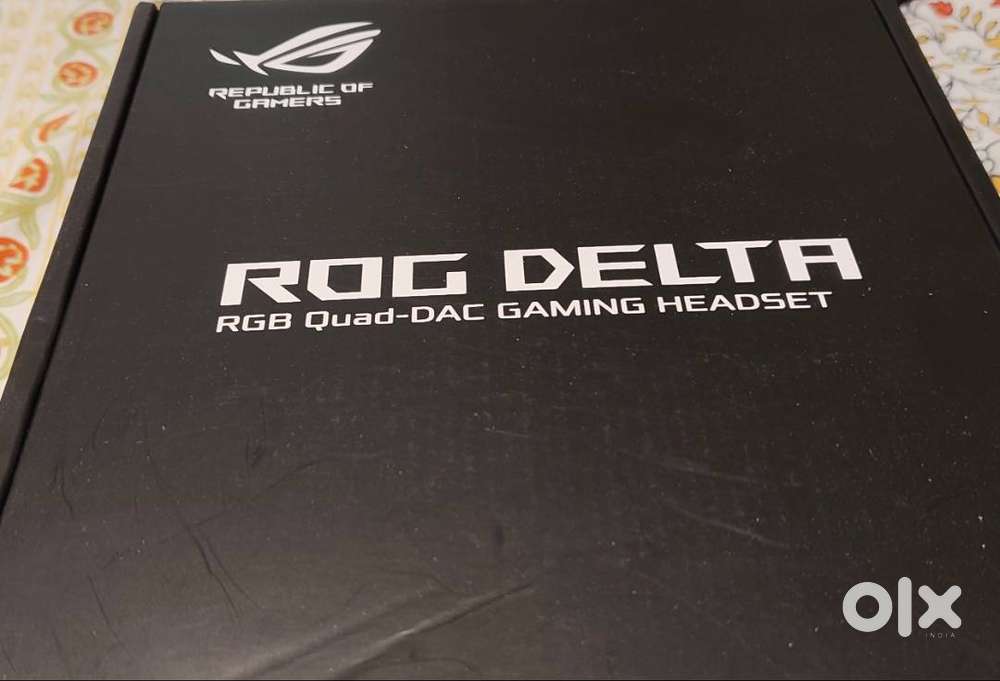 REPUBLIC OF
GAMERS
ROG DELTA
RGB Quad-DAC GAMING HEADSET
olx
INDIA